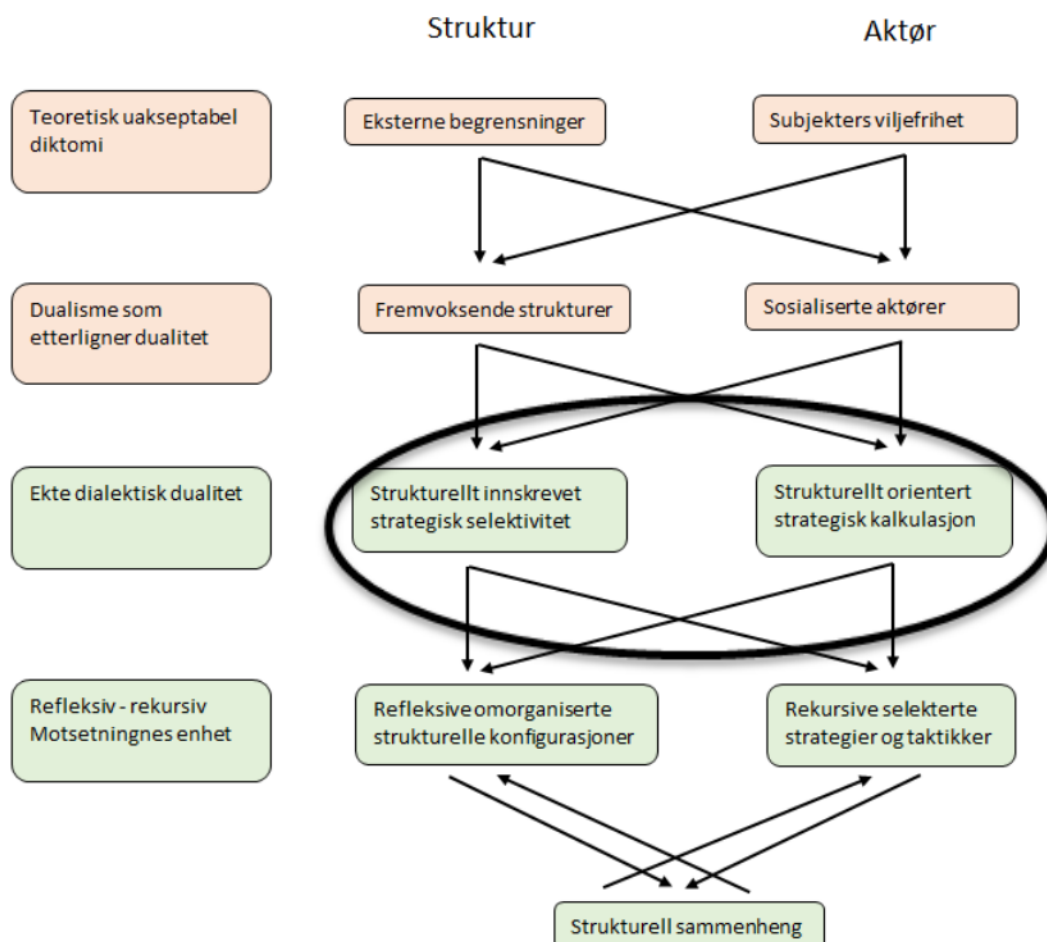 Struktur
Aktør
Teoretisk uakseptabel
diktomi
Eksterne begrensninger
Subjekters viljefrihet
Dualisme som
etterligner dualitet
Fremvoksende strukturer
Sosialiserte aktører
Ekte dialektisk dualitet
Strukturellt innskrevet
strategisk selektivitet
Strukturellt orientert
strategisk kalkulasjon
Refleksiv - rekursiv
Motsetningnes enhet
Refleksive omorganiserte
strukturelle konfigurasjoner
Rekursive selekterte
strategier og taktikker
Strukturell sammenheng